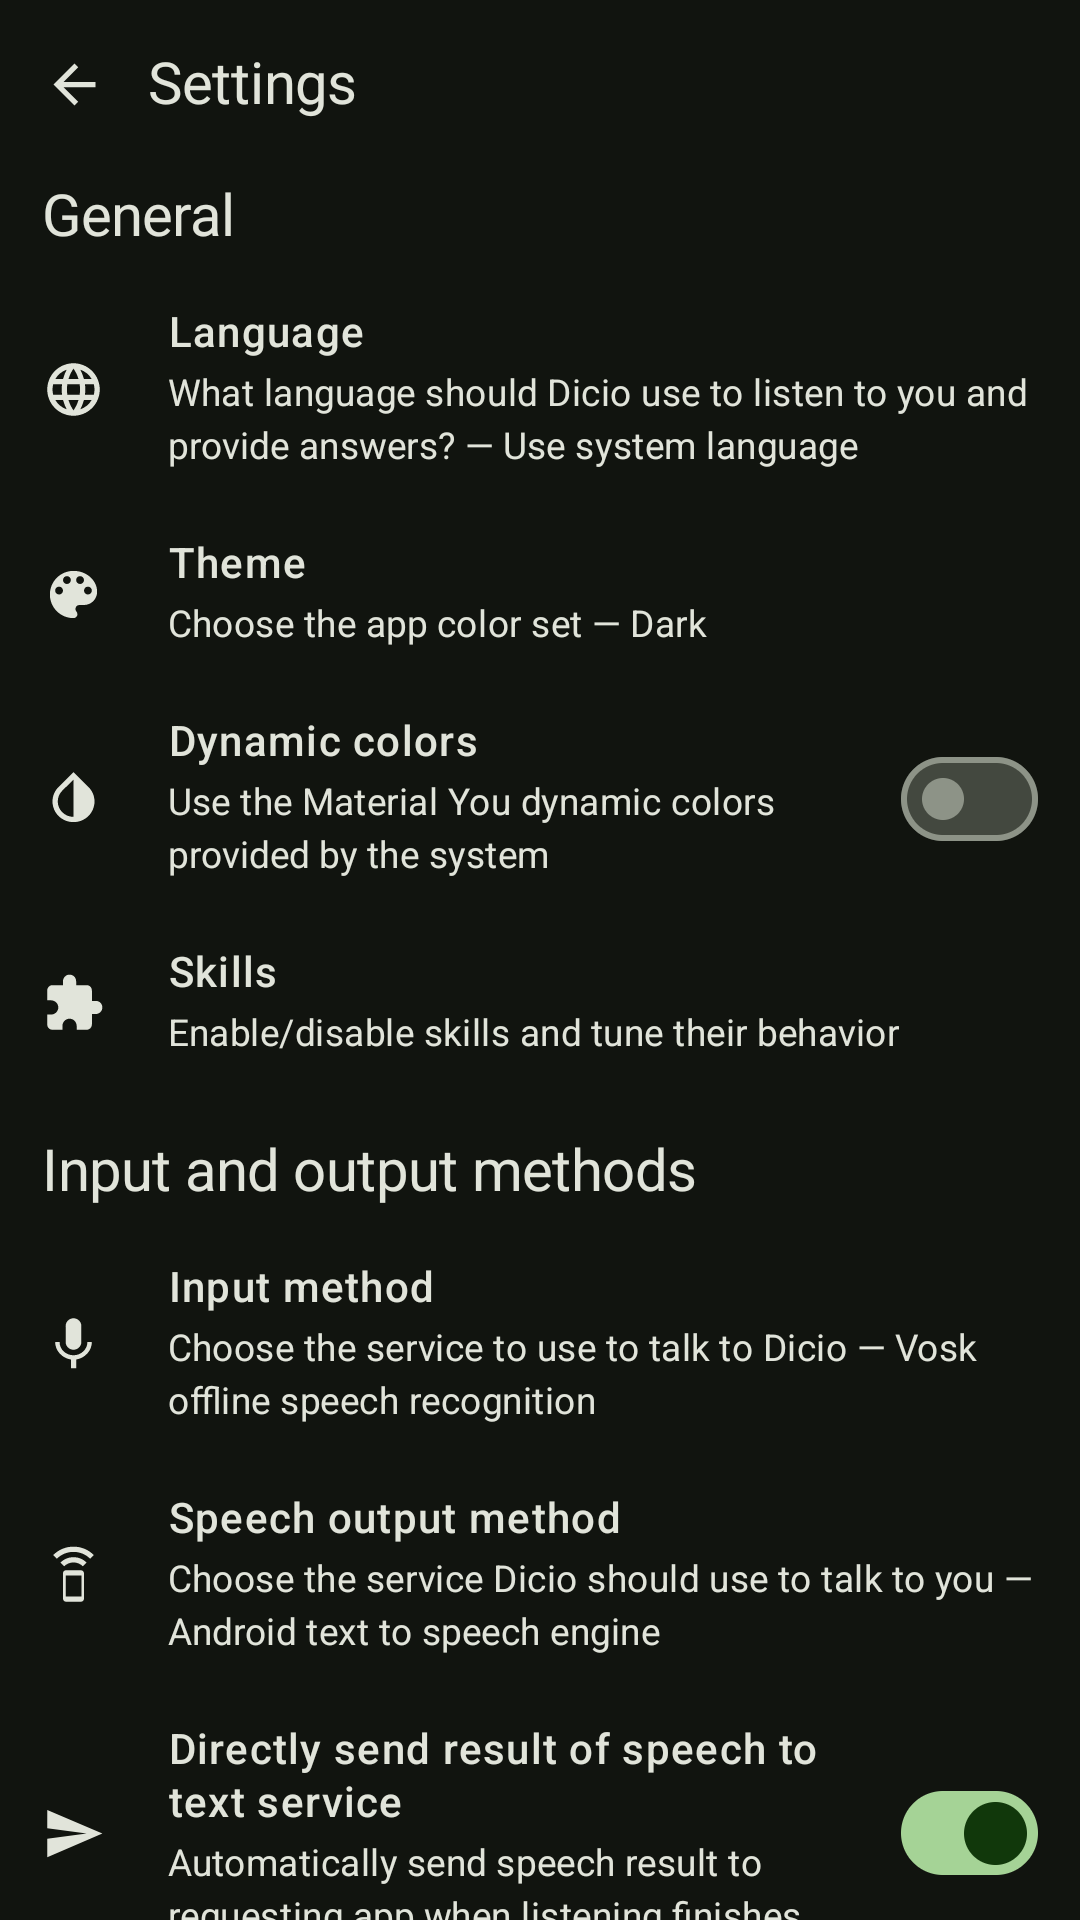 Settings
General
Language
What language should Dicio use to listen to you and
provide answers? — Use system language
Theme
Choose the app color set — Dark
Dynamic colors
Use the Material You dynamic colors
provided by the system
Skills
Enable/disable skills and tune their behavior
Input and output methods
Input method
Choose the service to use to talk to Dicio — Vosk
offline speech recognition
Speech output method
Choose the service Dicio should use to talk to you —
Android text to speech engine
Directly send result of speech to
text service
Automatically send speech result to
requesting app when listening finishes